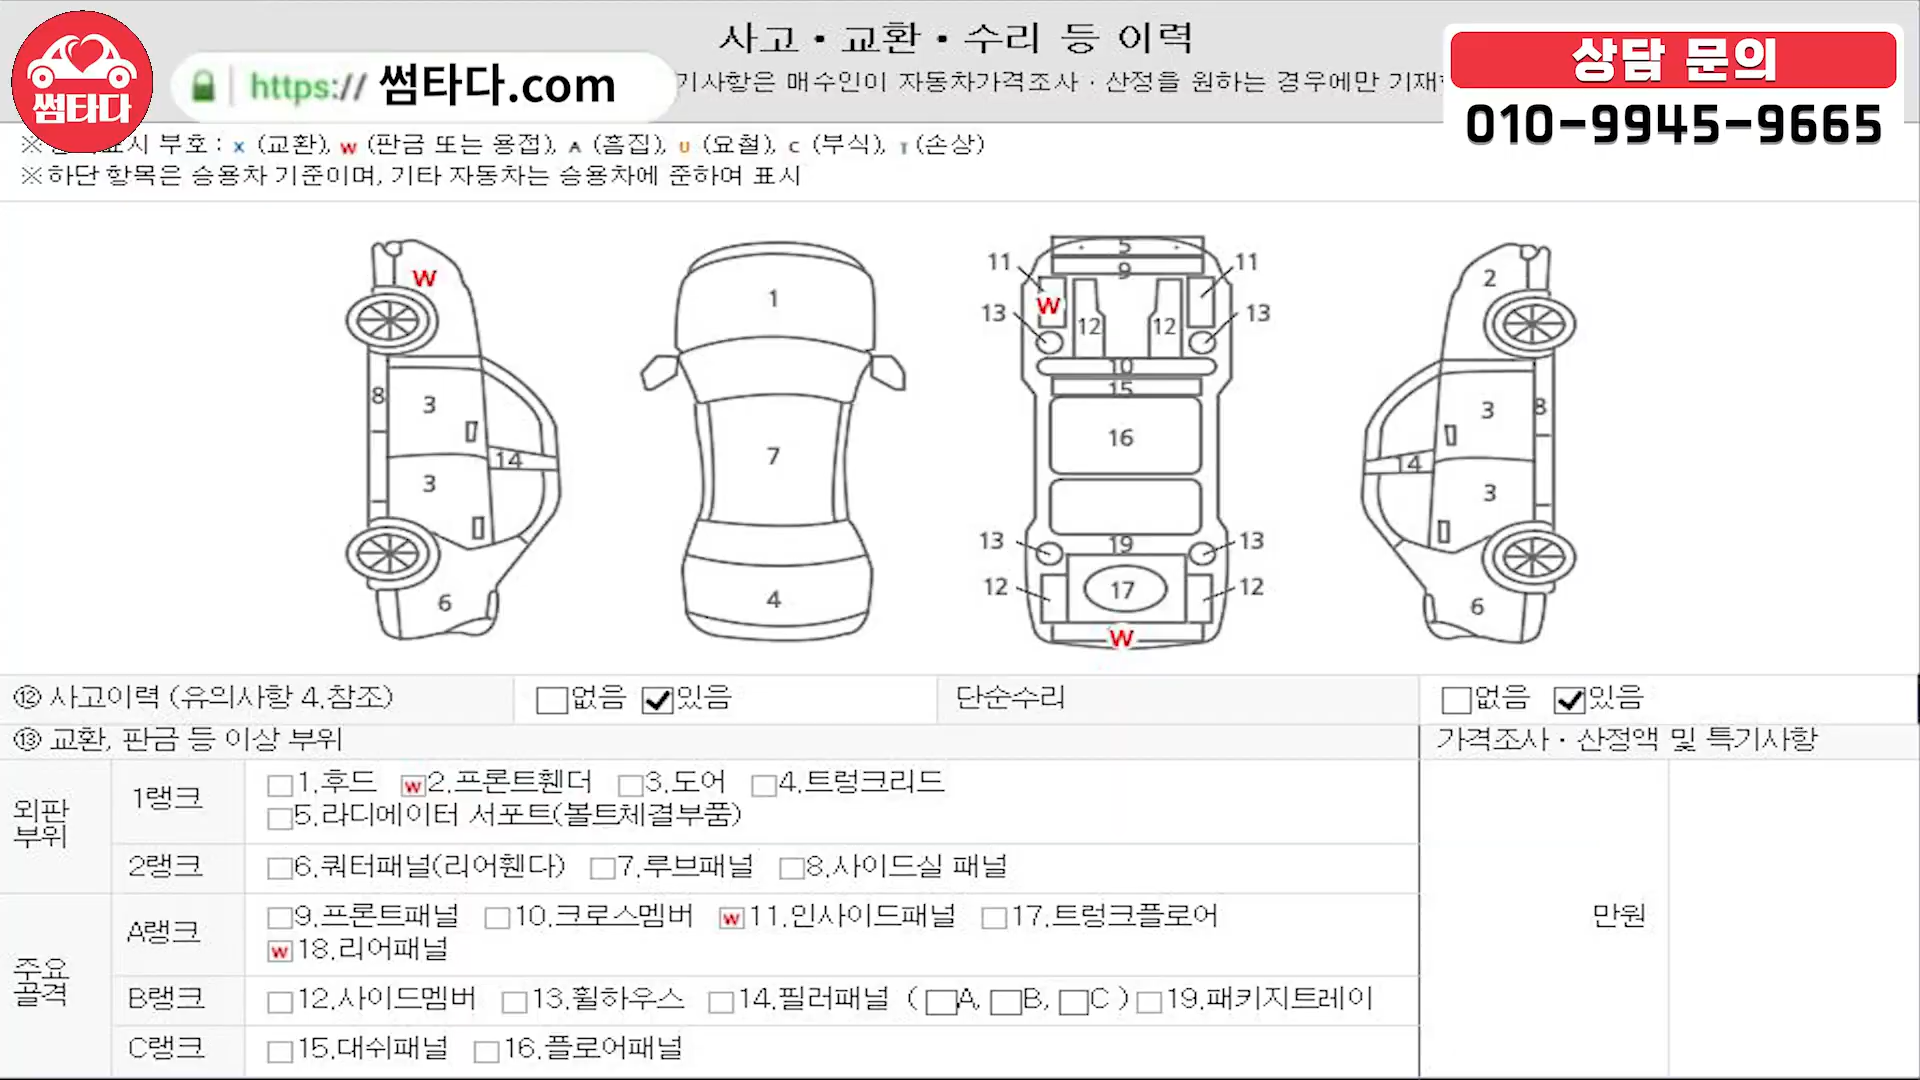 사고•교환•수리 등 이력
상담 문의
010-9945-9665
썸타다
https:// 썸타다.com
기사항은 매수인이 자동차가격조사·산정을 원하는 경우에만 기재
표시 부호 : X (교환), W (판금 또는 용접), A (흠집), U (요철), C (부식), T (손상)
※하단 항목은 승용차 기준이며, 기타 자동차는 승용차에 준하여 표시
W
8
3
3
14
6
1
7
4
5
9
11
11
W
13
13
12
12
10
15
16
13
13
19
12
12
17
W
2
3
8
4
3
6
⑫ 사고이력 (유의사항 4.참조)
없음 있음
단순수리
없음 있음
⑬ 교환, 판금 등 이상 부위
가격조사·산정액 및 특기사항
외판
부위
1랭크
1.후드 W 2.프론트휀더 3.도어 4.트렁크리드
5.라디에이터 서포트(볼트체결부품)
2랭크
6.쿼터패널(리어휀다) 7.루브패널 8.사이드실 패널
주요
골격
A랭크
9.프론트패널 10.크로스멤버 W 11.인사이드패널 17.트렁크플로어
W 18.리어패널
B랭크
12.사이드멤버 13.휠하우스 14.필러패널 ( A, B, C ) 19.패키지트레이
C랭크
15.대쉬패널 16.플로어패널
만원